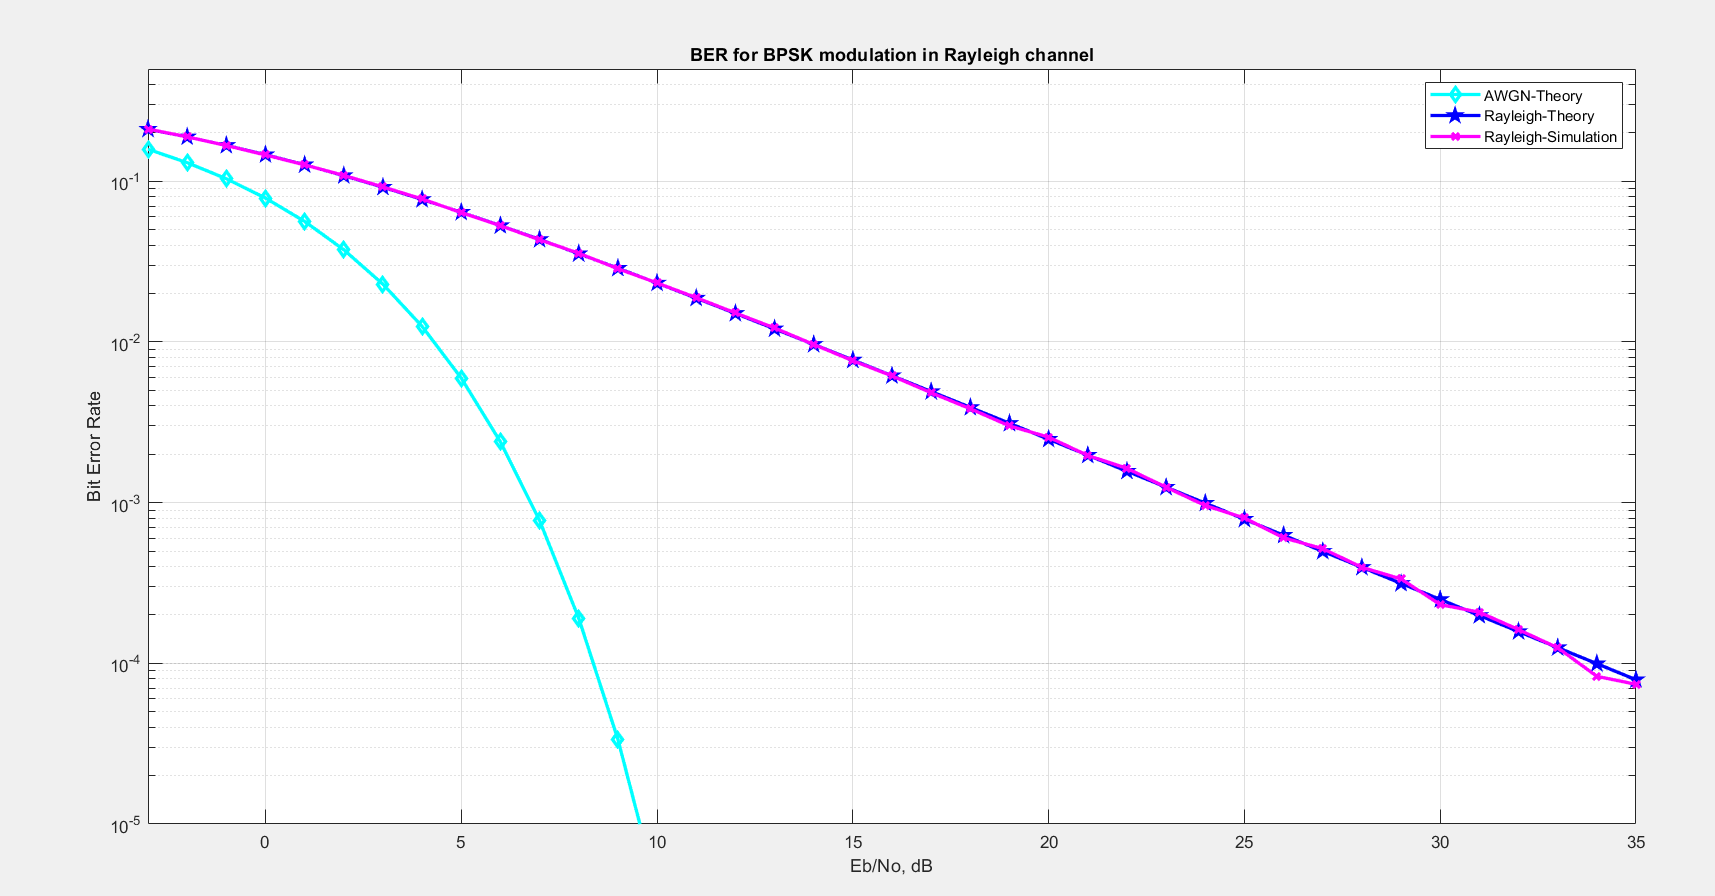 BER for BPSK modulation in Rayleigh channel
AWGN-Theory
Rayleigh-Theory
Rayleigh-Simulation
10^-1
10^-2
10^-3
10^-4
10^-5
Bit Error Rate
0 5 10 15 20 25 30 35
Eb/No, dB